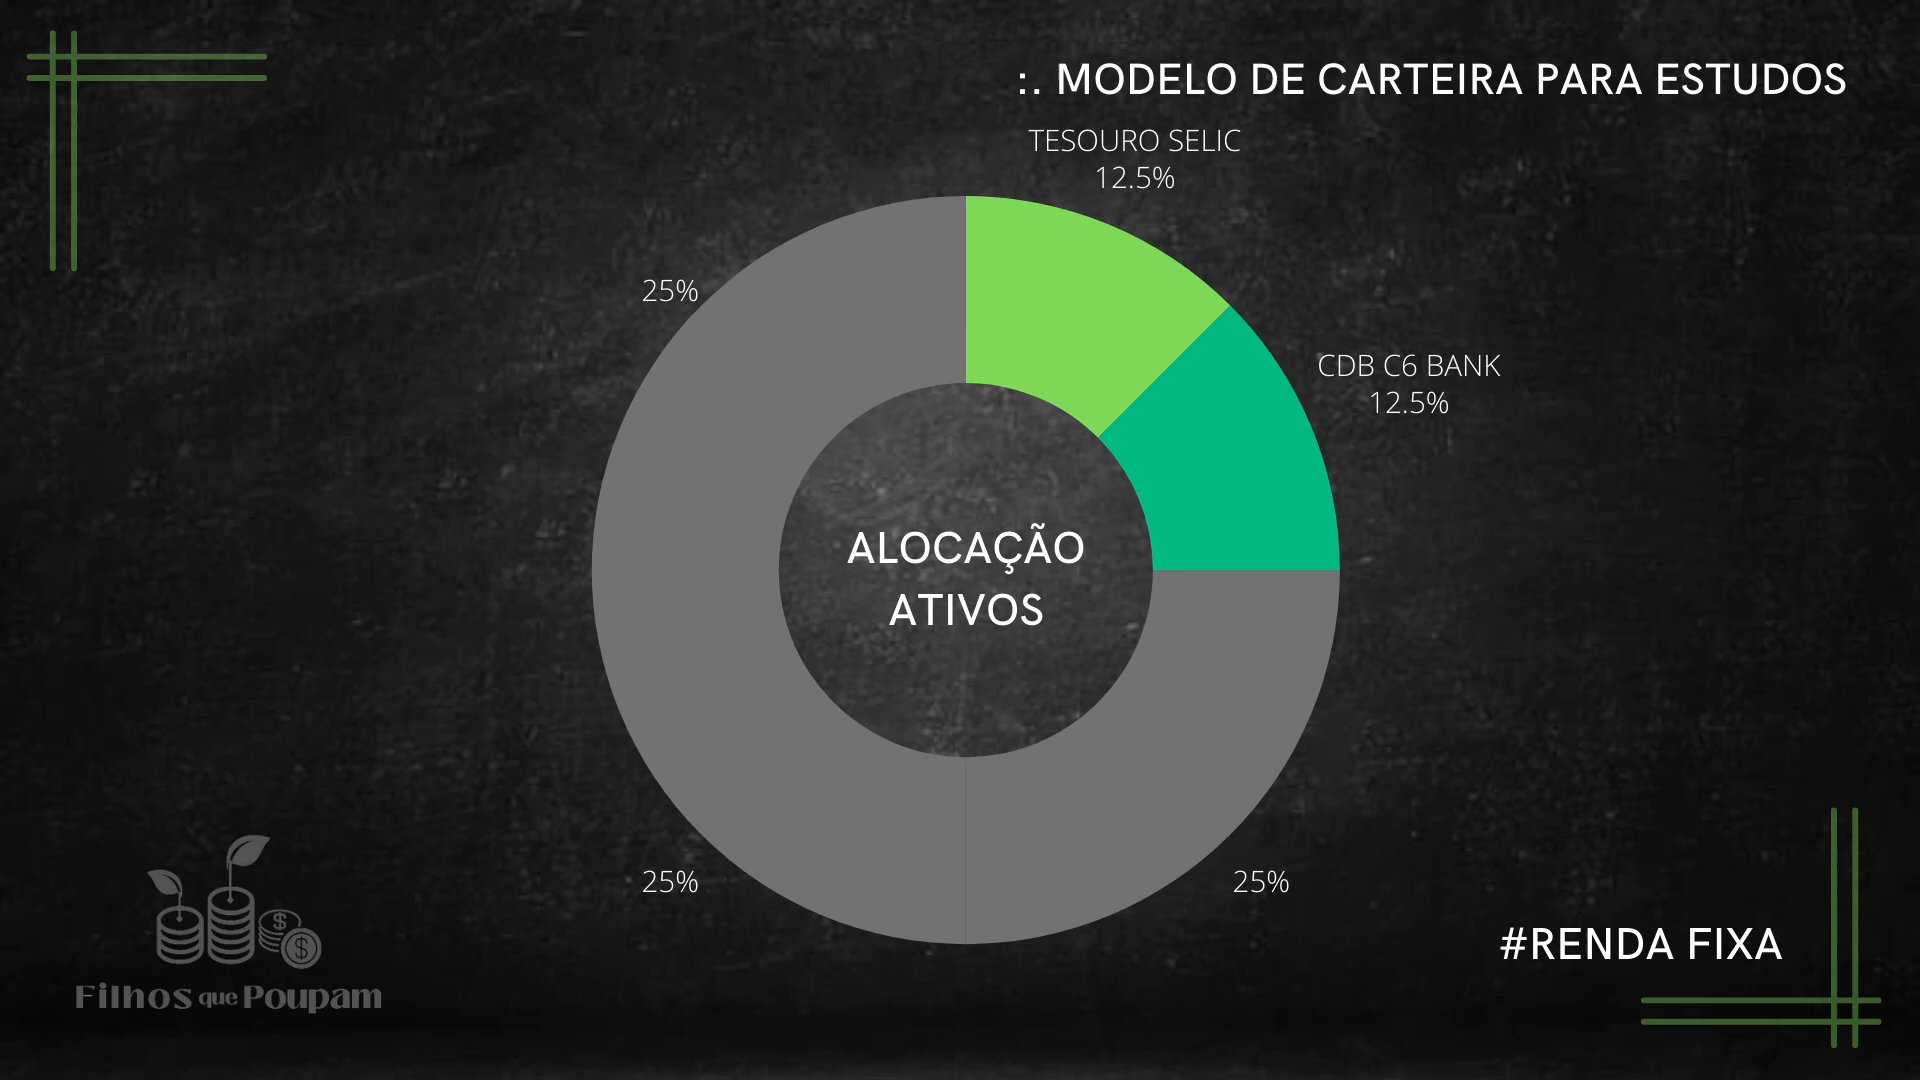 :. MODELO DE CARTEIRA PARA ESTUDOS
TESOURO SELIC
12.5%
25%
CDB C6 BANK
12.5%
ALOCAÇÃO
ATIVOS
25%
25%
#RENDA FIXA
$
$
Filhos que Poupam